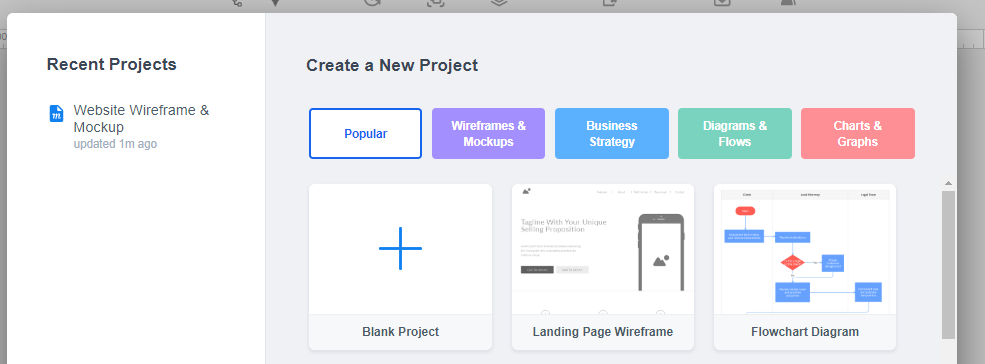 Recent Projects
Website Wireframe &
Mockup
updated 1m ago
Create a New Project
Popular
Wireframes &
Mockups
Business
Strategy
Diagrams &
Flows
Charts &
Graphs
Tagline With Your Unique
Selling Proposition
Blank Project
Landing Page Wireframe
Flowchart Diagram